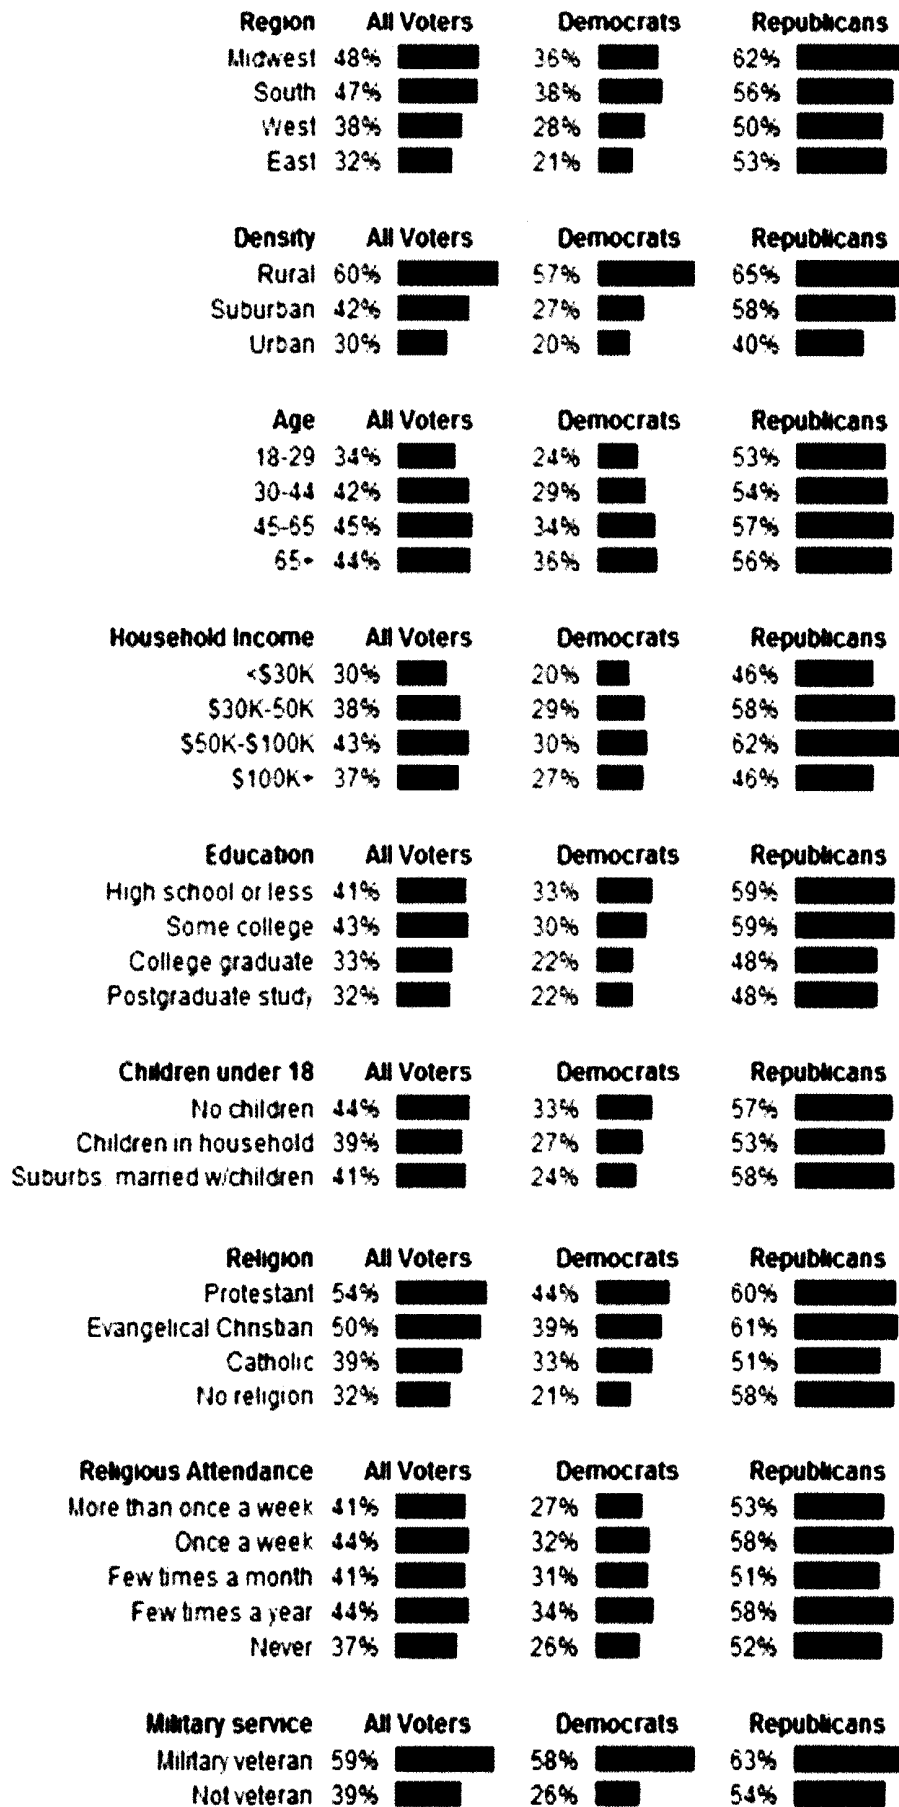 Region All Voters Democrats Republicans
Midwest 48% 36% 62%
South 47% 38% 56%
West 38% 28% 50%
East 32% 21% 53%
Density All Voters Democrats Republicans
Rural 60% 57% 65%
Suburban 42% 27% 58%
Urban 30% 20% 40%
Age All Voters Democrats Republicans
18-29 34% 24% 53%
30-44 42% 29% 54%
45-65 45% 34% 57%
65+ 44% 36% 56%
Household Income All Voters Democrats Republicans
<$30K 30% 20% 46%
$30K-50K 38% 29% 58%
$50K-$100K 43% 30% 62%
$100K+ 37% 27% 46%
Education All Voters Democrats Republicans
High school or less 41% 33% 59%
Some college 43% 30% 59%
College graduate 33% 22% 48%
Postgraduate study 32% 22% 48%
Children under 18 All Voters Democrats Republicans
No children 44% 33% 57%
Children in household 39% 27% 53%
Suburbs, married w/children 41% 24% 58%
Religion All Voters Democrats Republicans
Protestant 54% 44% 60%
Evangelical Christian 50% 39% 61%
Catholic 39% 33% 51%
No religion 32% 21% 58%
Religious Attendance All Voters Democrats Republicans
More than once a week 41% 27% 53%
Once a week 44% 32% 58%
Few times a month 41% 31% 51%
Few times a year 44% 34% 58%
Never 37% 26% 52%
Military service All Voters Democrats Republicans
Military veteran 59% 58% 63%
Not veteran 39% 26% 54%